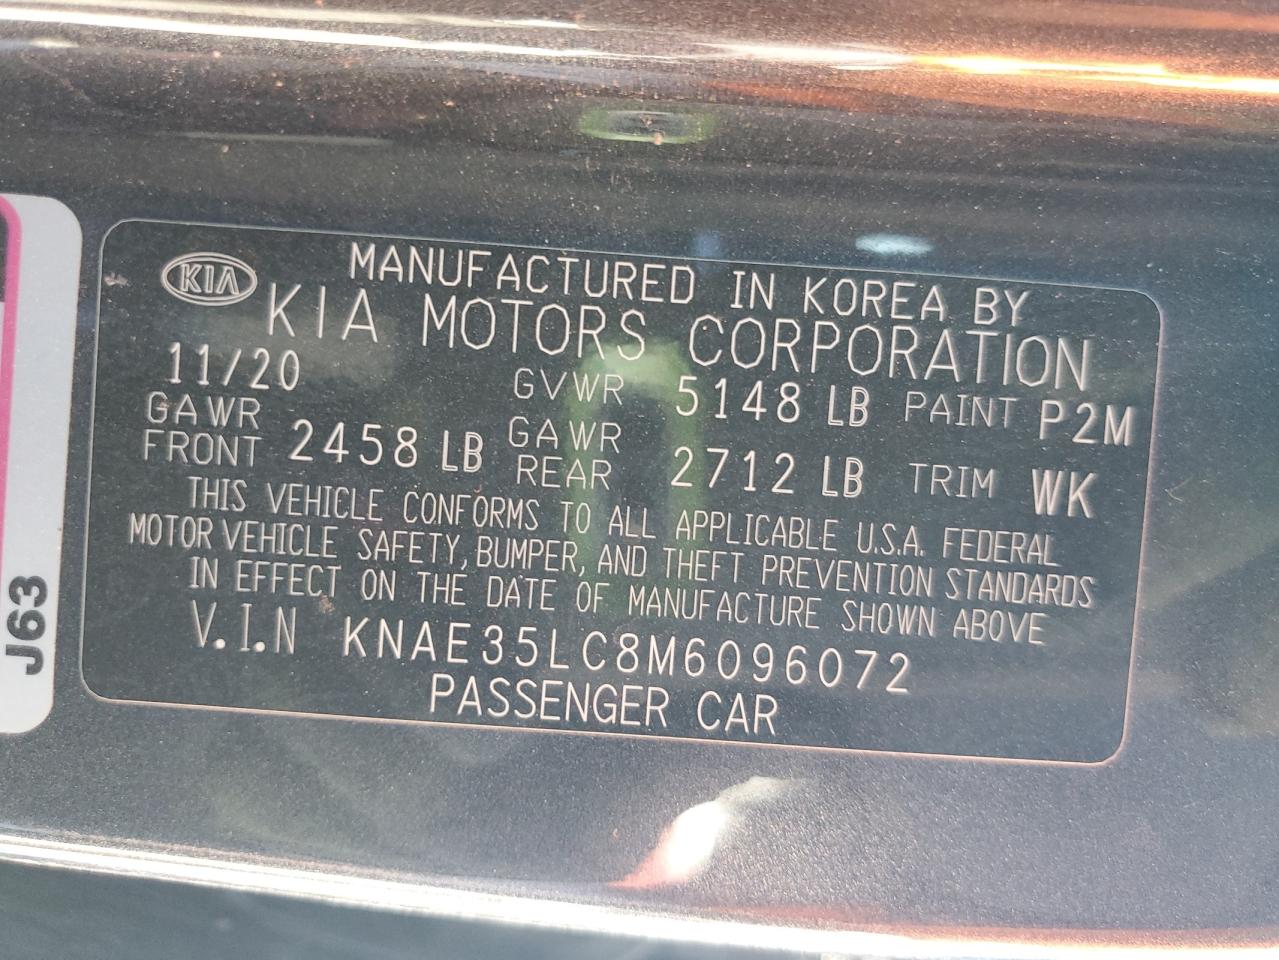 KIA
MANUFACTURED IN KOREA BY
KIA MOTORS CORPORATION
11/20 GVWR 5148 LB PAINT P2M
GAWR FRONT 2458 LB GAWR REAR 2712 LB TRIM WK
THIS VEHICLE CONFORMS TO ALL APPLICABLE U.S.A. FEDERAL
MOTOR VEHICLE SAFETY, BUMPER, AND THEFT PREVENTION STANDARDS
IN EFFECT ON THE DATE OF MANUFACTURE SHOWN ABOVE
V.I.N KNAE35LC8M6096072
PASSENGER CAR
J63